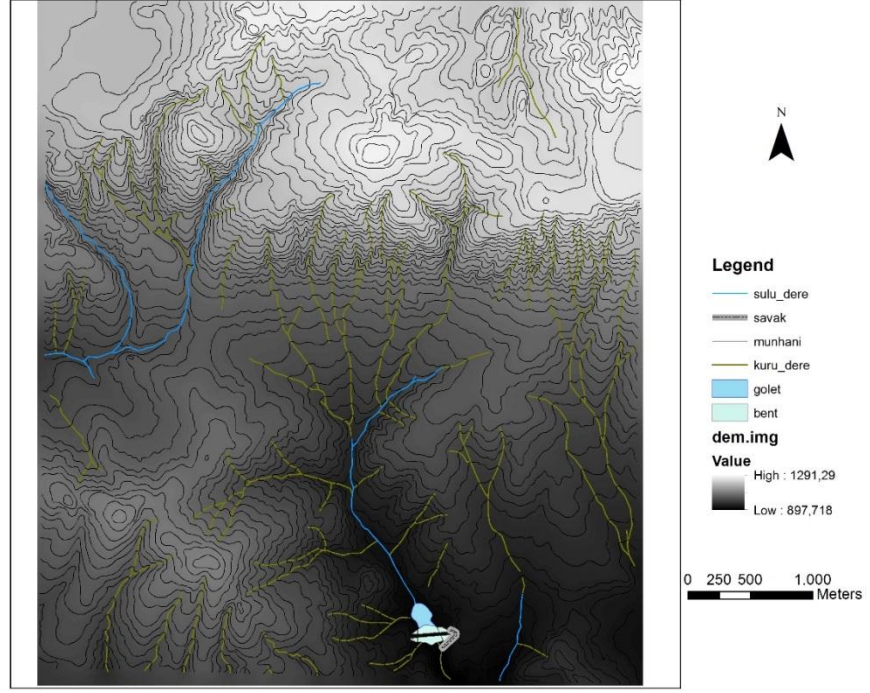 N
Legend
sulu_dere
savak
munhani
kuru_dere
golet
bent
dem.img
Value
High : 1291,29
Low : 897,718
0 250 500 1.000
Meters